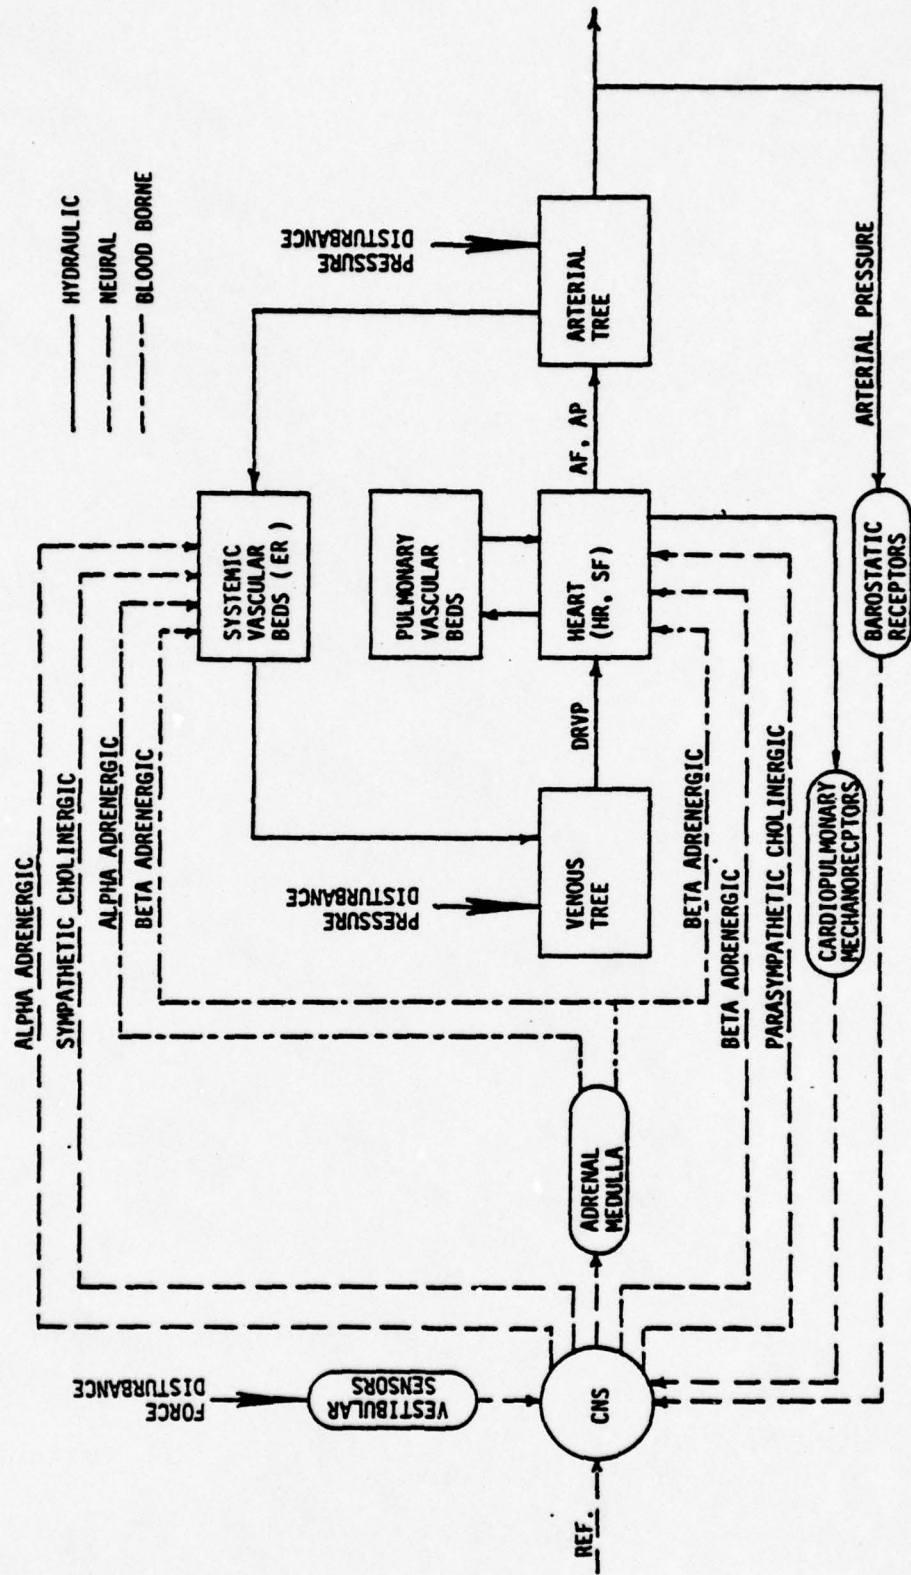 HYDRAULIC
NEURAL
BLOOD BORNE
ALPHA ADRENERGIC
SYMPATHETIC CHOLINERGIC
ALPHA ADRENERGIC
BETA ADRENERGIC
SYSTEMIC
VASCULAR
BEDS (ER )
PRESSURE
DISTURBANCE
PULMONARY
VASCULAR
BEDS
PRESSURE
DISTURBANCE
FORCE
DISTURBANCE
VESTIBULAR
SENSORS
REF.
CNS
ADRENAL
MEDULLA
VENOUS
TREE
DRVP
HEART
(HR, SF)
AF, AP
ARTERIAL
TREE
BETA ADRENERGIC
BETA ADRENERGIC
PARASYMPATHETIC CHOLINERGIC
CARDIOPULMONARY
MECHANORECPTORS
BAROSTATIC
RECEPTORS
ARTERIAL PRESSURE